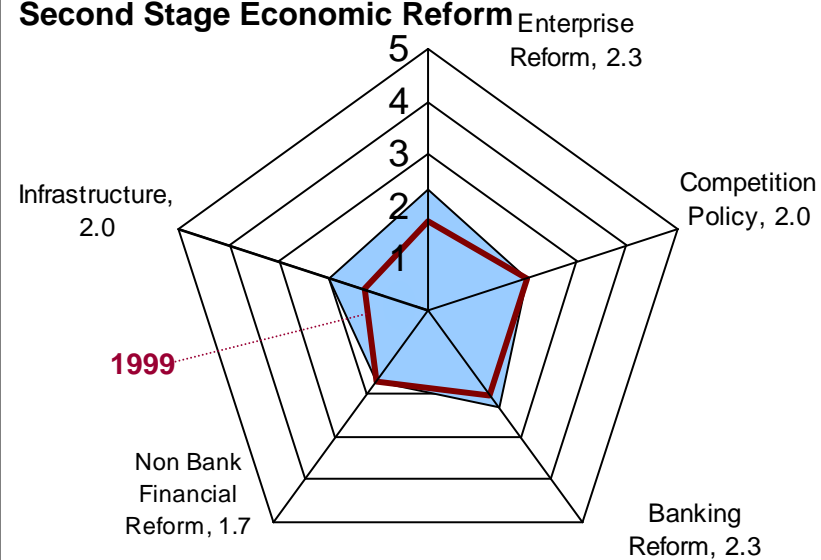 Second Stage Economic Reform
Enterprise
Reform, 2.3
5
4
3
2
1
Competition
Policy, 2.0
Infrastructure,
2.0
1999
Non Bank
Financial
Reform, 1.7
Banking
Reform, 2.3